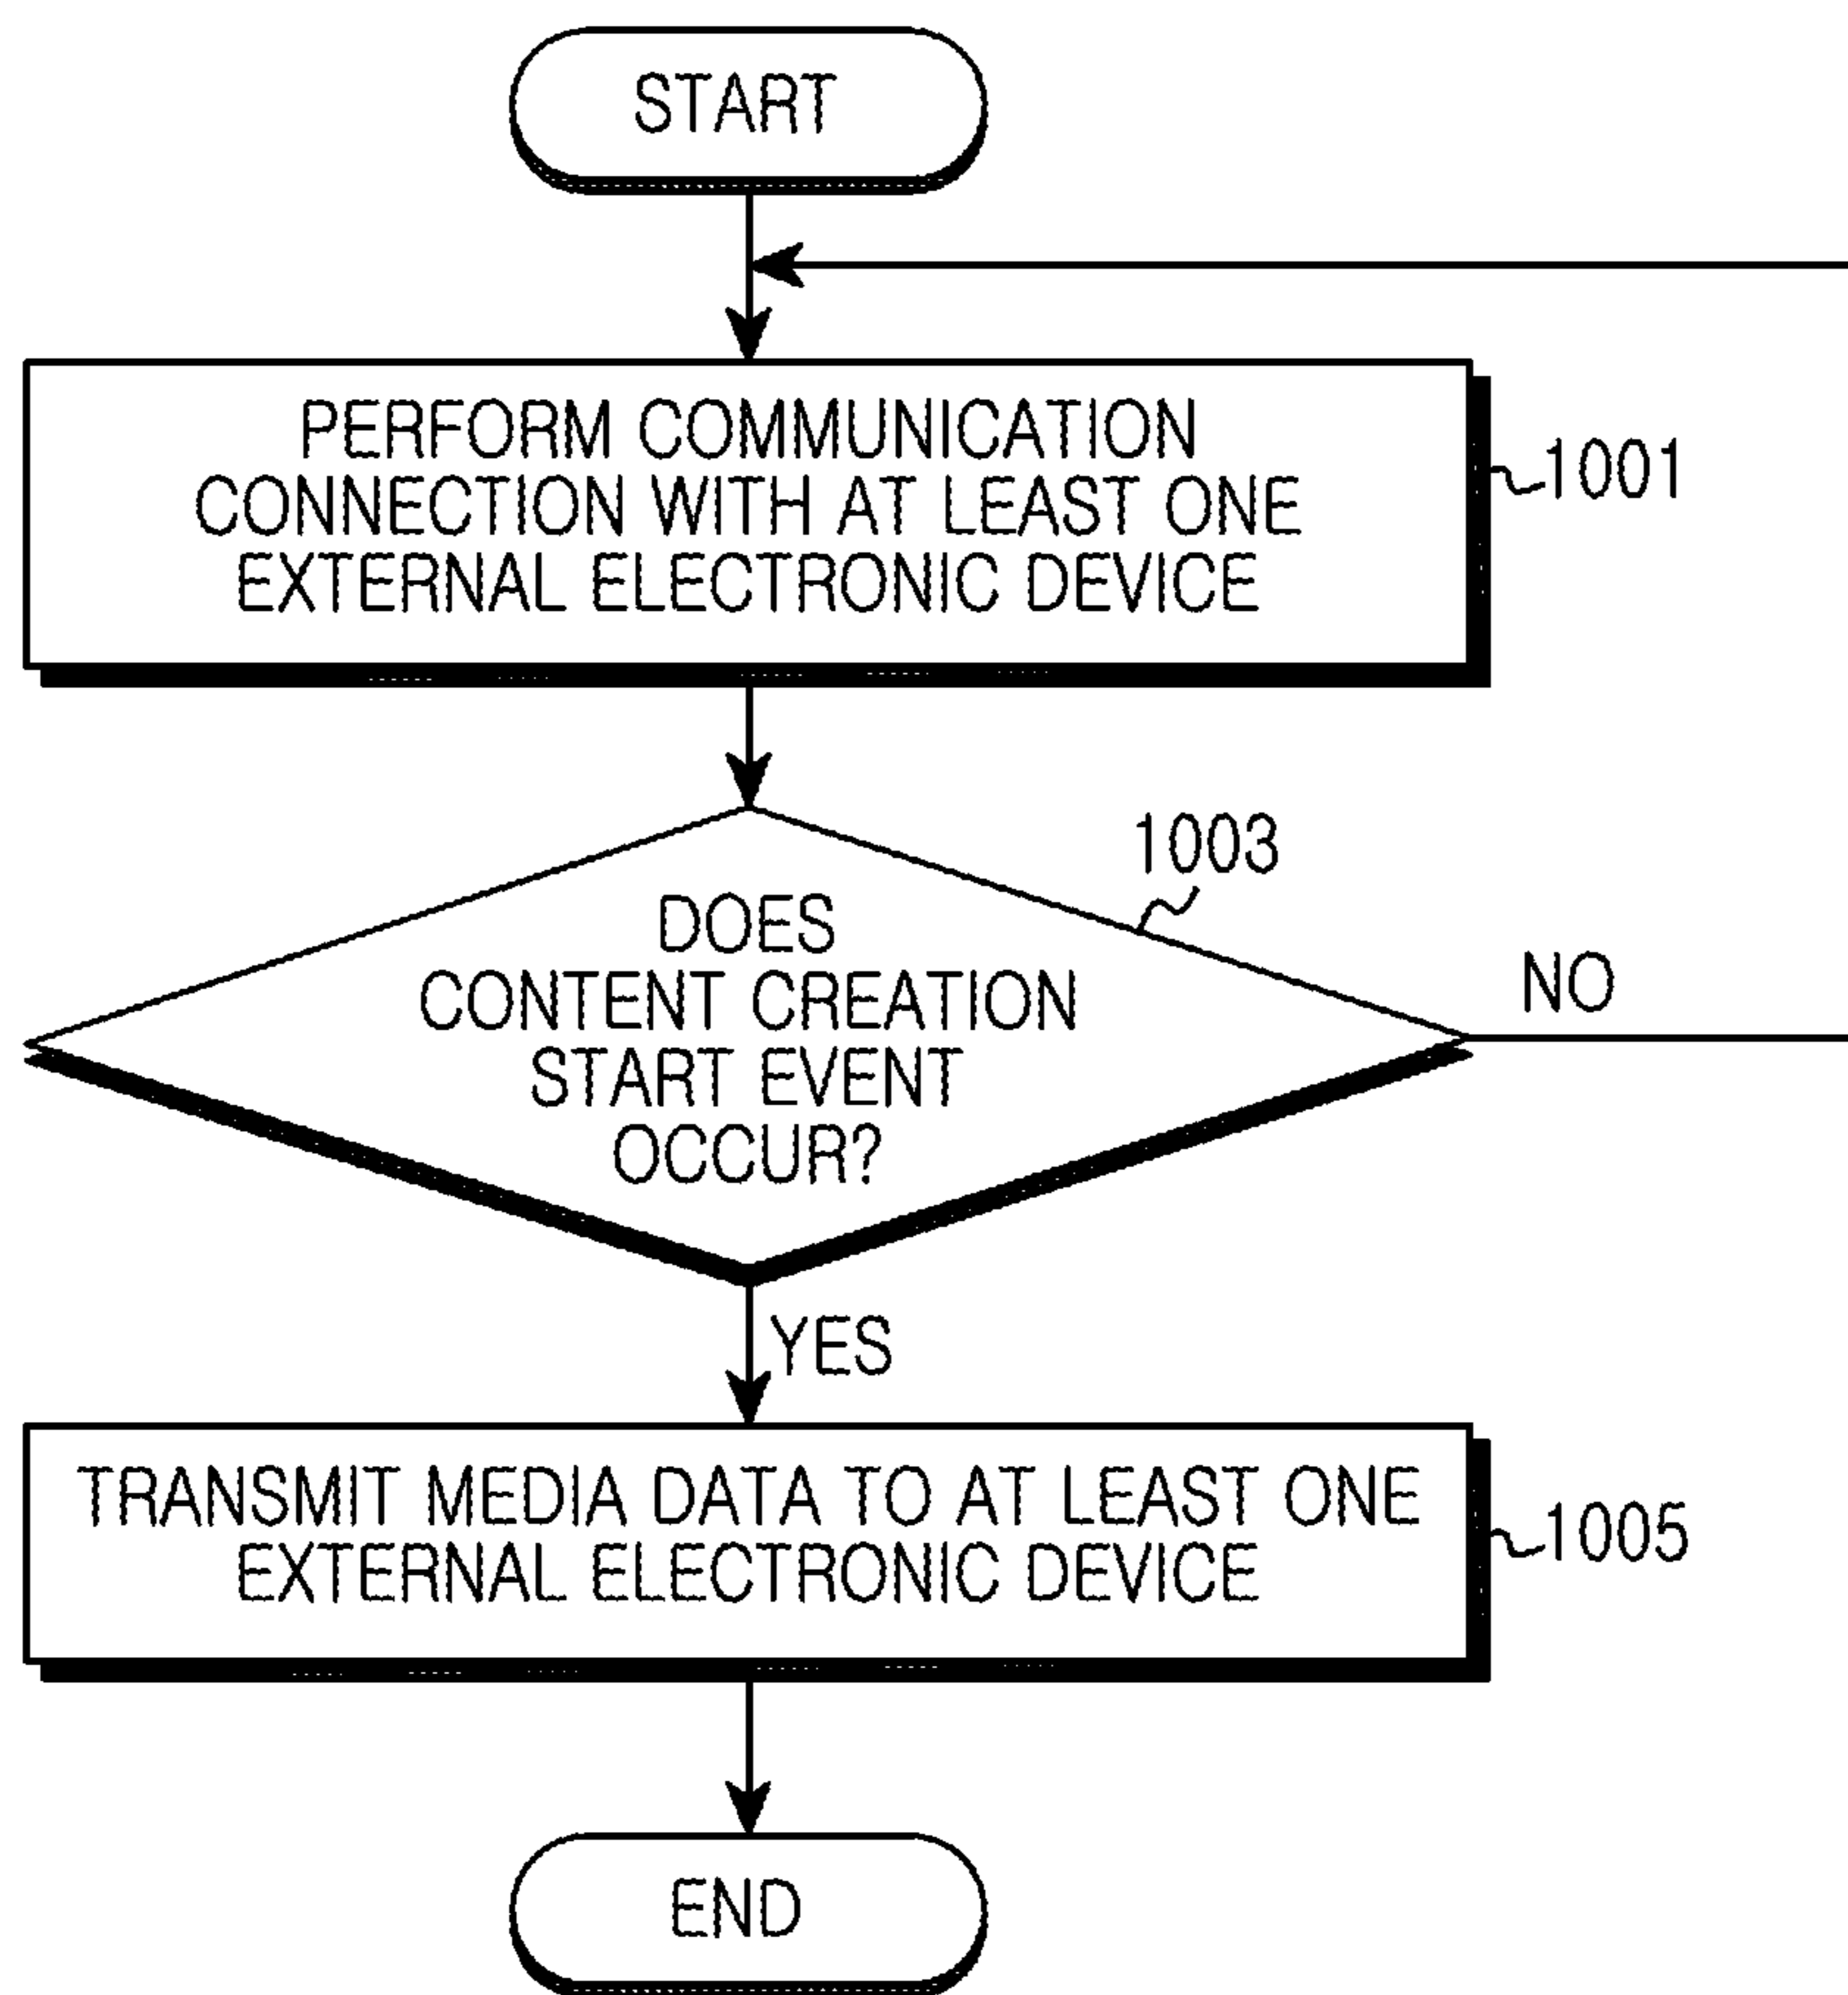 START
PERFORM COMMUNICATION
CONNECTION WITH AT LEAST ONE
EXTERNAL ELECTRONIC DEVICE
1001
1003
DOES
CONTENT CREATION
START EVENT
OCCUR?
NO
YES
TRANSMIT MEDIA DATA TO AT LEAST ONE
EXTERNAL ELECTRONIC DEVICE
1005
END